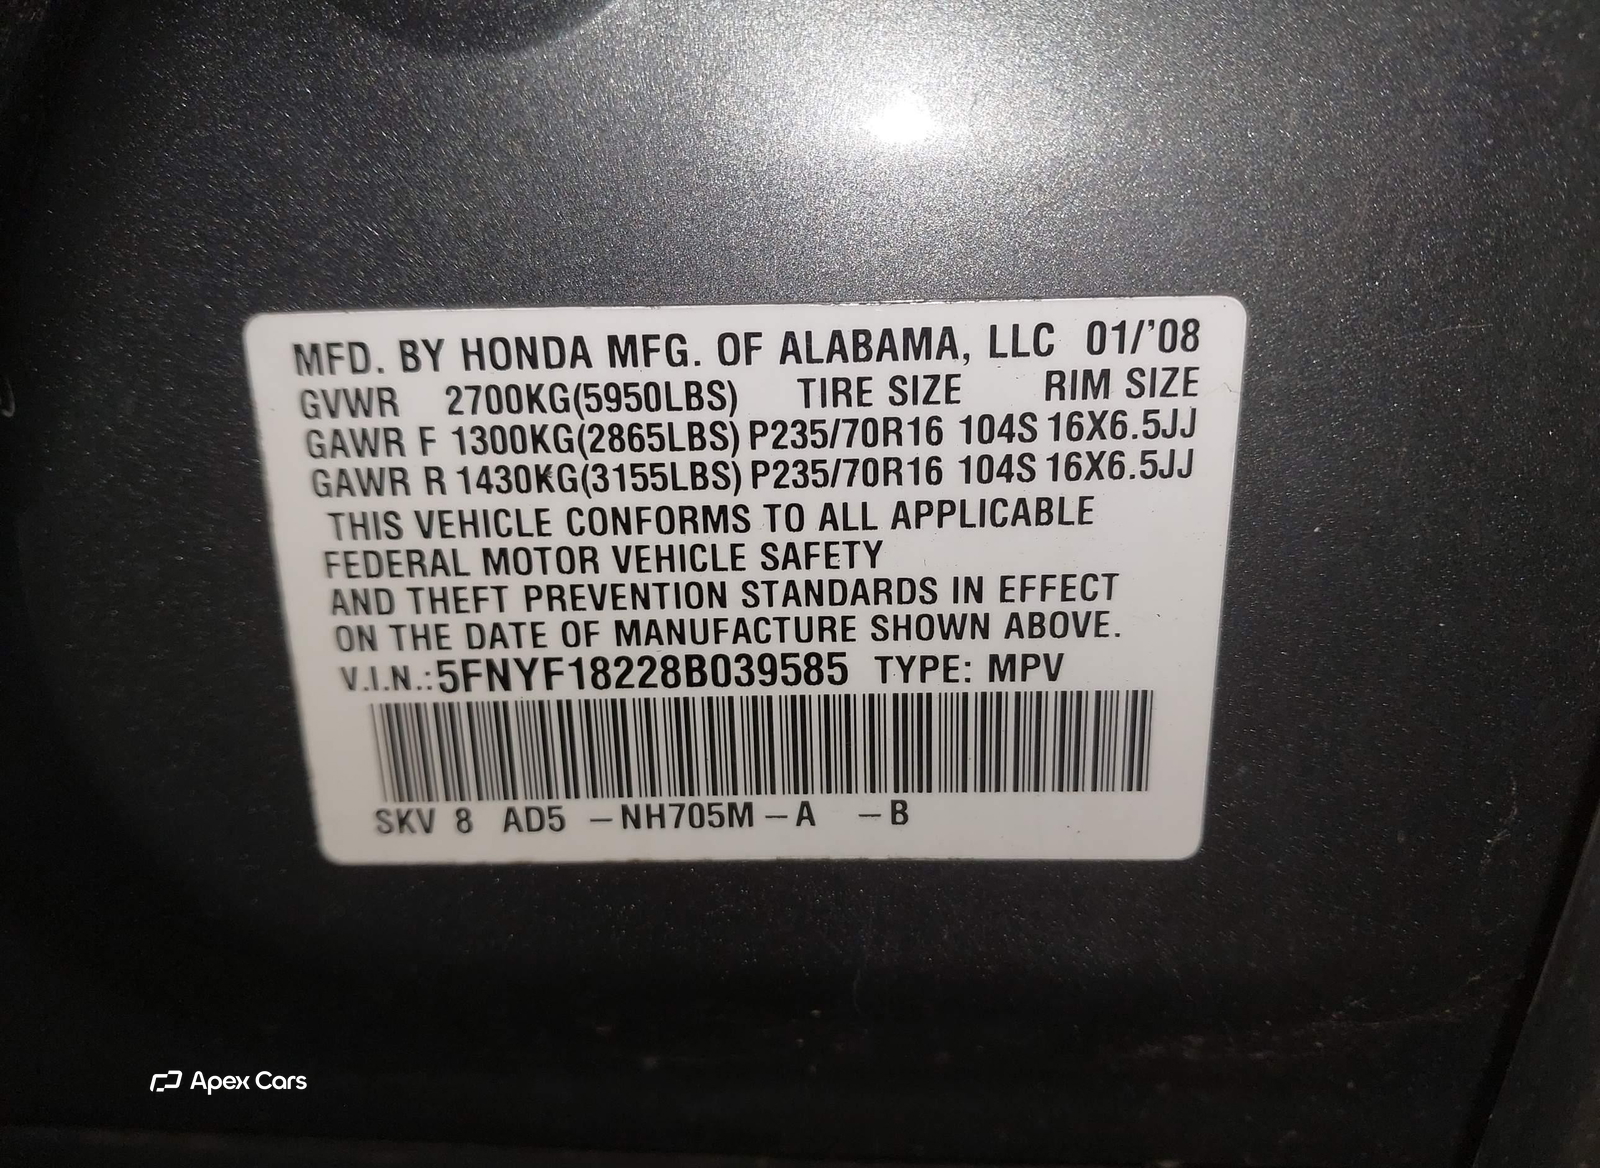 MFD. BY HONDA MFG. OF ALABAMA, LLC 01/'08
GVWR 2700KG(5950LBS) TIRE SIZE RIM SIZE
GAWR F 1300KG(2865LBS) P235/70R16 104S 16X6.5JJ
GAWR R 1430KG(3155LBS) P235/70R16 104S 16X6.5JJ
THIS VEHICLE CONFORMS TO ALL APPLICABLE
FEDERAL MOTOR VEHICLE SAFETY
AND THEFT PREVENTION STANDARDS IN EFFECT
ON THE DATE OF MANUFACTURE SHOWN ABOVE.
V.I.N.:5FNYF18228B039585 TYPE: MPV
SKV 8 AD5 –NH705M–A –B
Apex Cars